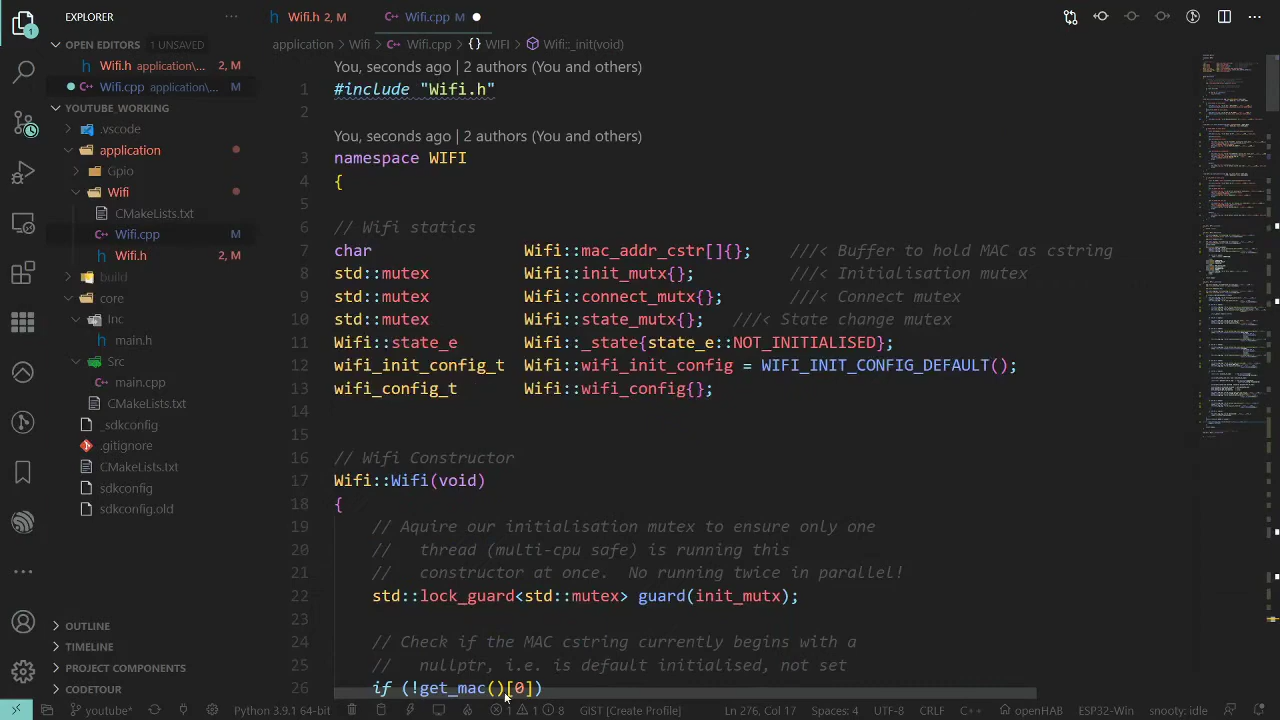 EXPLORER
OPEN EDITORS 1 UNSAVED
Wifi.h application\... 2, M
Wifi.cpp application\... M
YOUTUBE_WORKING
.vscode
application
Gpio
Wifi
CMakeLists.txt
Wifi.cpp M
Wifi.h 2, M
build
core
Inc
main.h
Src
main.cpp
CMakeLists.txt
_sdkconfig
.gitignore
CMakeLists.txt
sdkconfig
sdkconfig.old
OUTLINE
TIMELINE
PROJECT COMPONENTS
CODETOUR
Wifi.h 2, M Wifi.cpp M
application > Wifi > Wifi.cpp > {} WIFI > Wifi::_init(void)
You, seconds ago | 2 authors (You and others)
1 #include "Wifi.h"
2
You, seconds ago | 2 authors (You and others)
3 namespace WIFI
4 {
5
6 // Wifi statics
7 char Wifi::mac_addr_cstr[]{}; ///< Buffer to hold MAC as cstring
8 std::mutex Wifi::init_mutx{}; ///< Initialisation mutex
9 std::mutex Wifi::connect_mutx{}; ///< Connect mutex
10 std::mutex Wifi::state_mutx{}; ///< State change mutex
11 Wifi::state_e Wifi::_state{state_e::NOT_INITIALISED};
12 wifi_init_config_t Wifi::wifi_init_config = WIFI_INIT_CONFIG_DEFAULT();
13 wifi_config_t Wifi::wifi_config{};
14
15
16 // Wifi Constructor
17 Wifi::Wifi(void)
18 {
19 // Aquire our initialisation mutex to ensure only one
20 // thread (multi-cpu safe) is running this
21 // constructor at once. No running twice in parallel!
22 std::lock_guard<std::mutex> guard(init_mutx);
23
24 // Check if the MAC cstring currently begins with a
25 // nullptr, i.e. is default initialised, not set
26 if (!get_mac()[0])
youtube* Python 3.9.1 64-bit 1 1 8 GIST [Create Profile] Ln 276, Col 17 Spaces: 4 UTF-8 CRLF C++ openHAB ESP32-Win snooty: idle